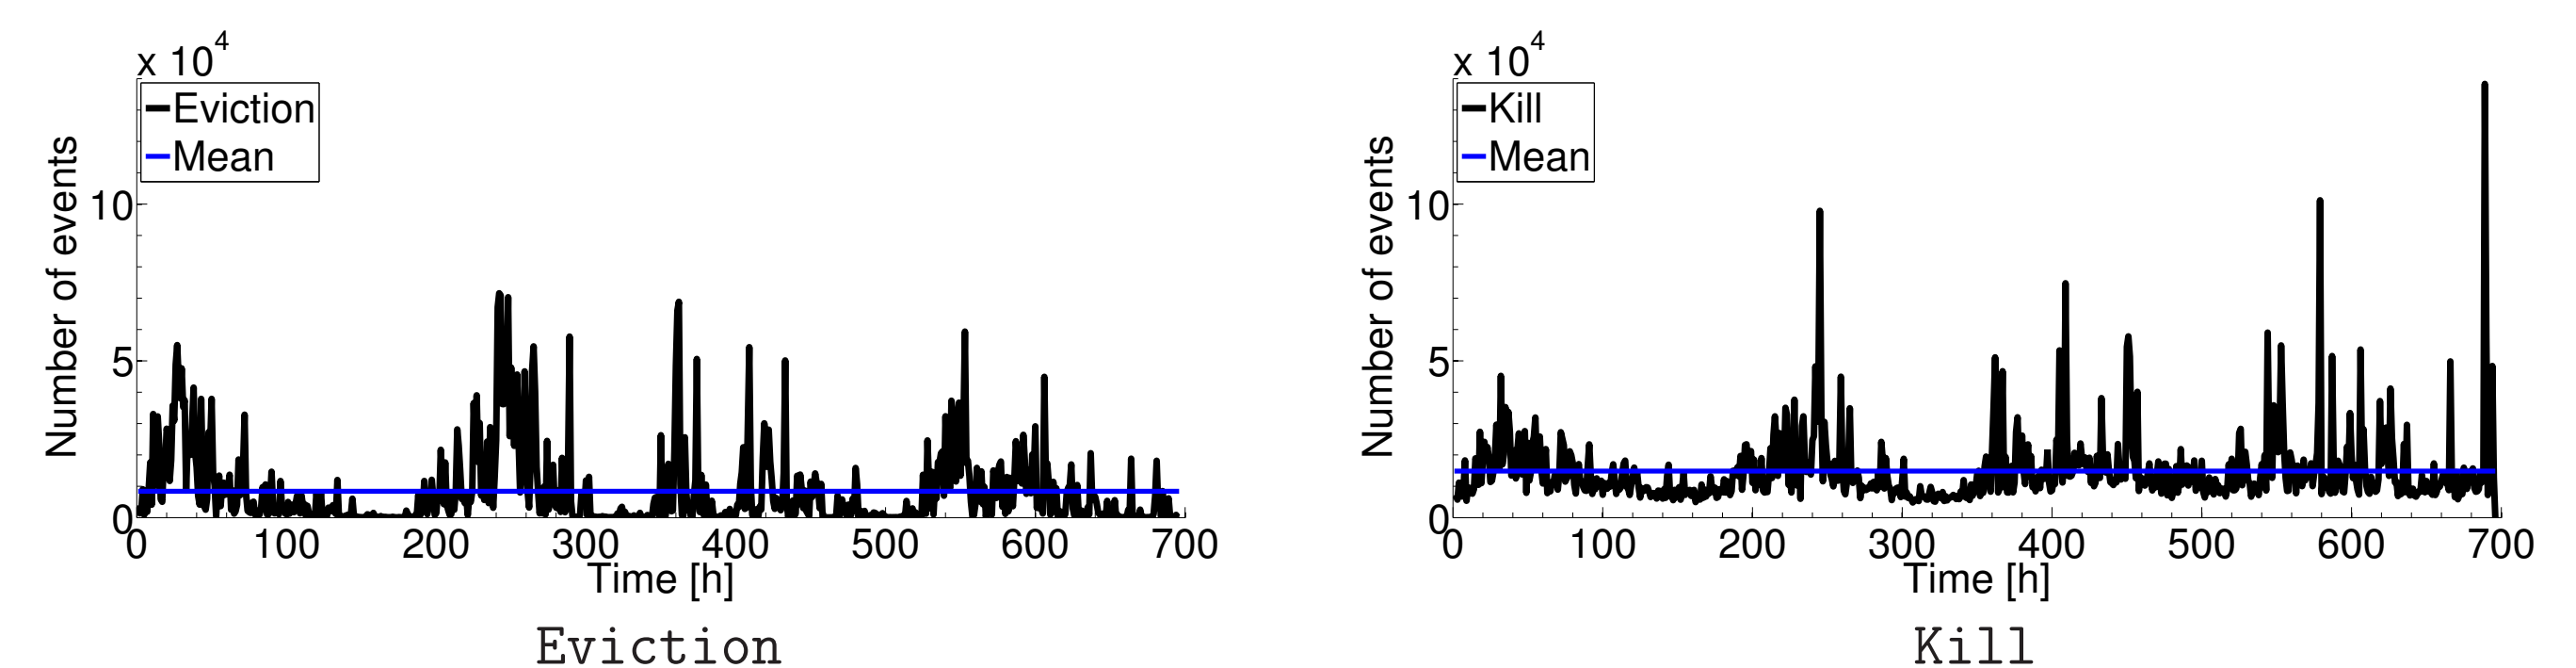 x 10^4
Eviction
Mean
Number of events
10
5
0
0 100 200 300 400 500 600 700
Time [h]
Eviction
x 10^4
Kill
Mean
Number of events
10
5
0
0 100 200 300 400 500 600 700
Time [h]
Kill